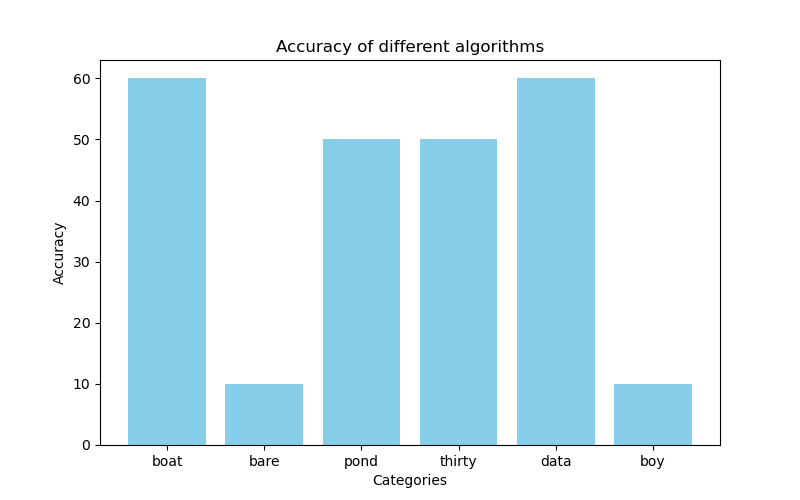 Accuracy of different algorithms
60
50
40
30
20
10
0
Accuracy
boat bare pond thirty data boy
Categories